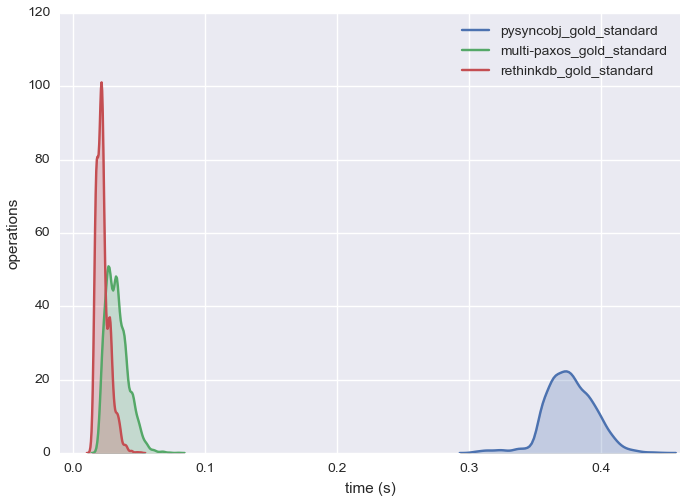 120
100
80
60
40
20
0
operations
0.0 0.1 0.2 0.3 0.4
time (s)
pysyncobj_gold_standard
multi-paxos_gold_standard
rethinkdb_gold_standard